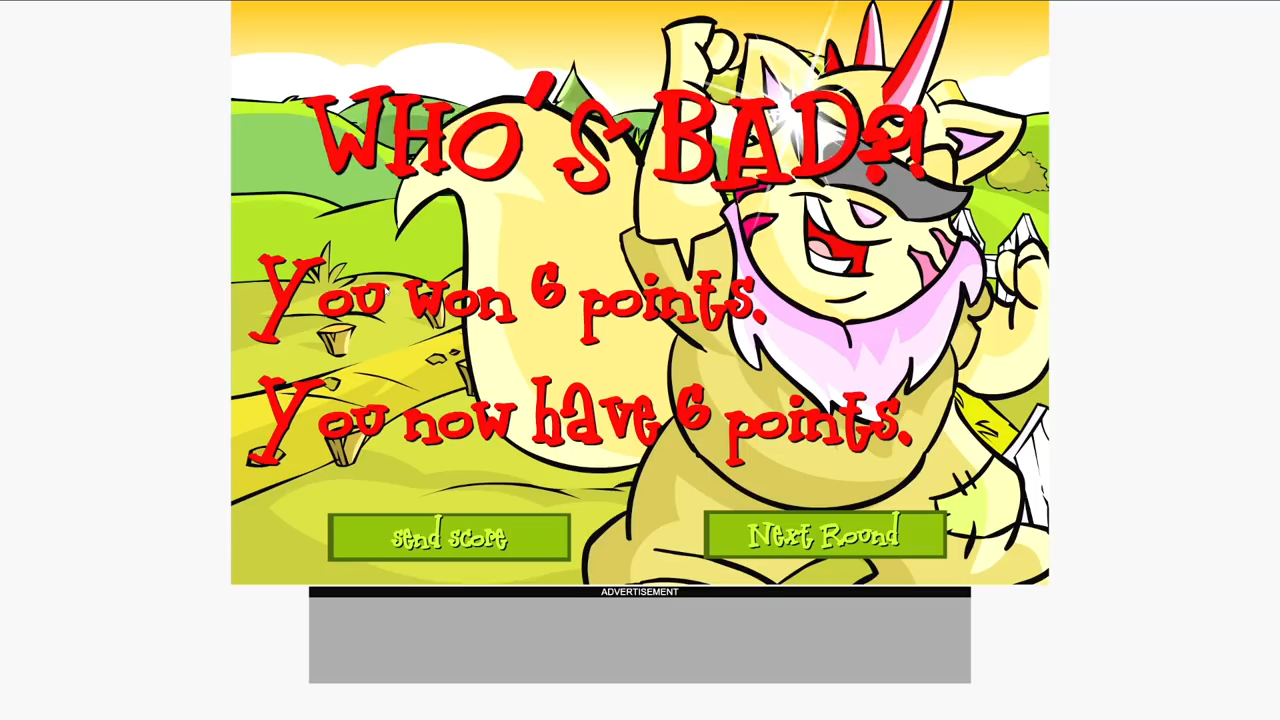 WHO'S BAD?!
You won 6 points.
You now have 6 points.
send score
Next Round
ADVERTISEMENT